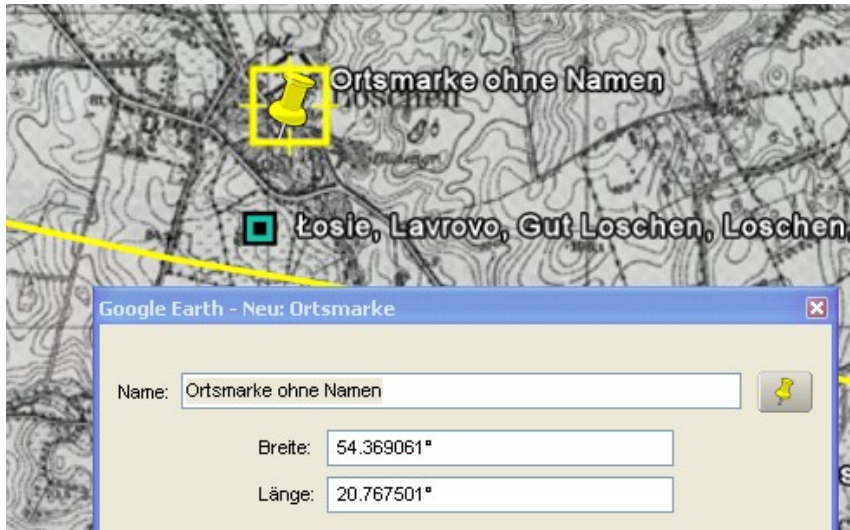 Ortsmarke ohne Namen
Loschen
Łosie, Lavrovo, Gut Loschen, Loschen,
Google Earth - Neu: Ortsmarke
Name: Ortsmarke ohne Namen
Breite: 54.369061°
Länge: 20.767501°